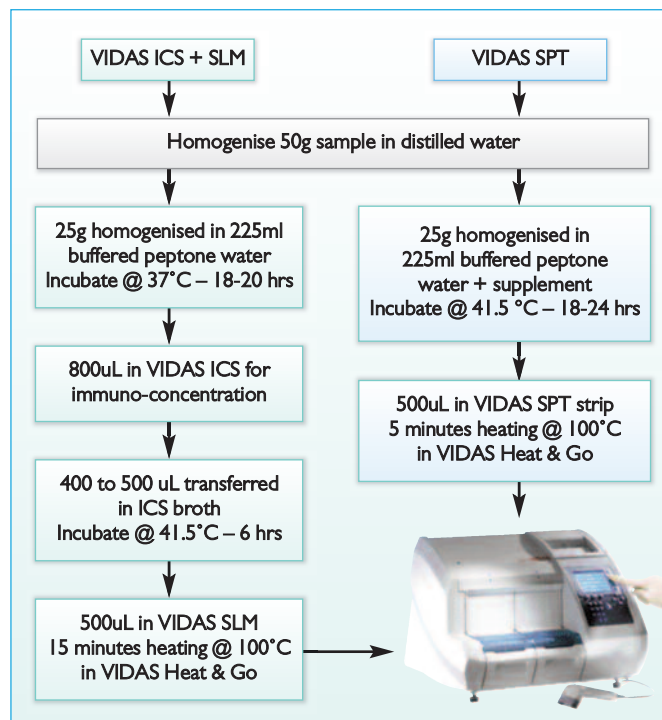 VIDAS ICS + SLM
VIDAS SPT
Homogenise 50g sample in distilled water
25g homogenised in 225ml
buffered peptone water
Incubate @ 37°C – 18-20 hrs
800uL in VIDAS ICS for
immuno-concentration
400 to 500 uL transferred
in ICS broth
Incubate @ 41.5°C – 6 hrs
500uL in VIDAS SLM
15 minutes heating @ 100°C
in VIDAS Heat & Go
25g homogenised in
225ml buffered peptone
water + supplement
Incubate @ 41.5 °C – 18-24 hrs
500uL in VIDAS SPT strip
5 minutes heating @ 100°C
in VIDAS Heat & Go